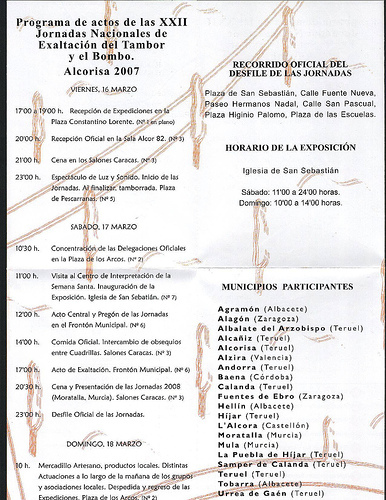 Programa de actos de las XXII
Jornadas Nacionales de
Exaltación del Tambor
y el Bombo.
Alcorisa 2007
VIERNES, 16 MARZO
17'00 a 19'00 h. Recepción de Expediciones en la
Plaza Constantino Lorente. (Nº 1 en plano)
20'00 h. Recepción Oficial en la Sala Alcor 82. (Nº 3)
21'00 h. Cena en los Salones Caracas. (Nº 3)
23'00 h. Espectáculo de Luz y Sonido. Inicio de las
Jornadas. Al finalizar, tamborrada. Plaza
de Pescarranas. (Nº 5)
SABADO, 17 MARZO
10'30 h. Concentración de las Delegaciones Oficiales
en la Plaza de los Arcos. (Nº 2)
11'00 h. Visita al Centro de Interpretación de la
Semana Santa. Inauguración de la
Exposición. Iglesia de San Sebatián. (Nº 7)
12'00 h. Acto Central y Pregón de las Jornadas
en el Frontón Municipal. (Nº 6)
14'00 h. Comida Oficial. Intercambio de obsequios
entre Cuadrillas. Salones Caracas. (Nº 3)
17'00 h. Acto de Exaltación. Frontón Municipal. (Nº 6)
20'30 h. Cena y Presentación de las Jornadas 2008
(Moratalla, Murcia). Salones Caracas. (Nº 3)
23'00 h. Desfile Oficial de las Jornadas.
DOMINGO, 18 MARZO
10 h. Mercadillo Artesano, productos locales. Distintas
Actuaciones a lo largo de la mañana de los grupos
y asociaciones locales. Despedida y regreso de las
Expediciones. Plaza de los Arcos. (Nº 2)
RECORRIDO OFICIAL DEL
DESFILE DE LAS JORNADAS
Plaza de San Sebastián, Calle Fuente Nueva,
Paseo Hermanos Nadal, Calle San Pascual,
Plaza Higinio Palomo, Plaza de las Escuelas.
HORARIO DE LA EXPOSICIÓN
Iglesia de San Sebastián
Sábado: 11'00 a 24'00 horas.
Domingo: 10'00 a 14'00 horas.
MUNICIPIOS PARTICIPANTES
Agramón (Albacete)
Alagón (Zaragoza)
Albalate del Arzobispo (Teruel)
Alcañiz (Teruel)
Alcorisa (Teruel)
Alzira (Valencia)
Andorra (Teruel)
Baena (Córdoba)
Calanda (Teruel)
Fuentes de Ebro (Zaragoza)
Hellín (Albacete)
Híjar (Teruel)
L'Alcora (Castellón)
Moratalla (Murcia)
Mula (Murcia)
La Puebla de Híjar (Teruel)
Samper de Calanda (Teruel)
Teruel (Teruel)
Tobarra (Albacete)
Urrea de Gaén (Teruel)